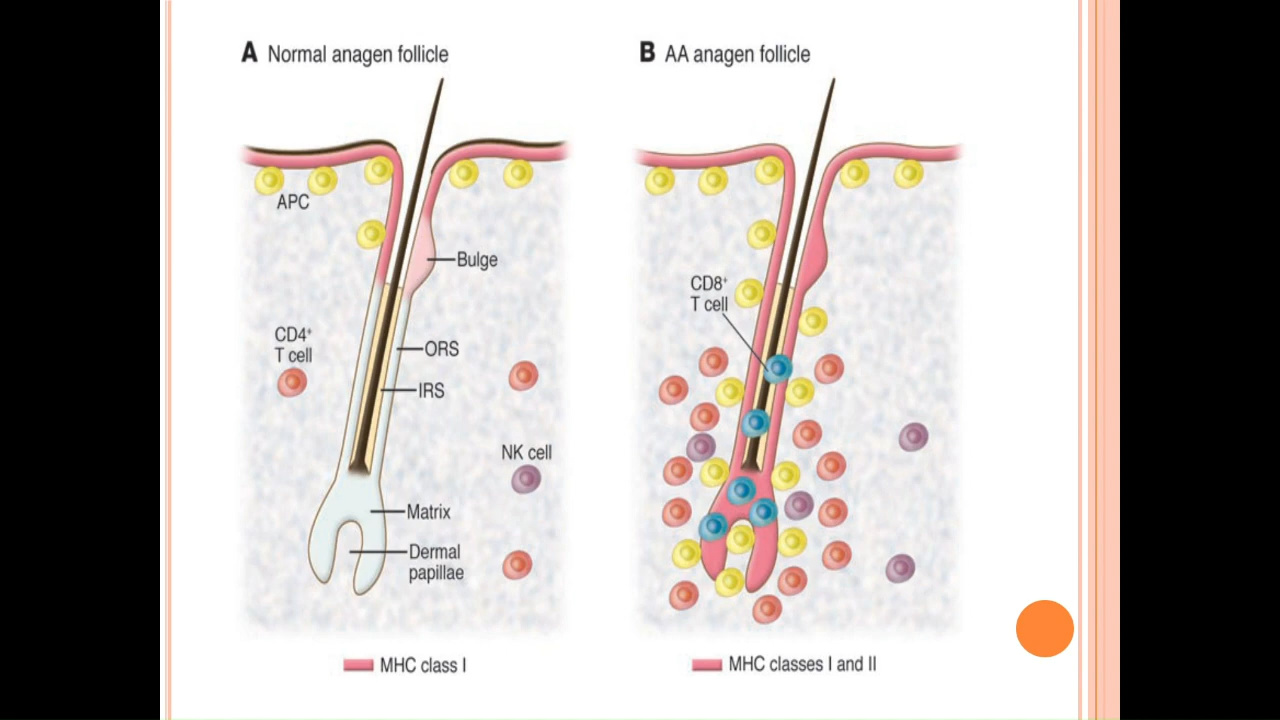 A Normal anagen follicle
APC
Bulge
CD4⁺
T cell
ORS
IRS
NK cell
Matrix
Dermal
papillae
MHC class I
B AA anagen follicle
CD8⁺
T cell
MHC classes I and II